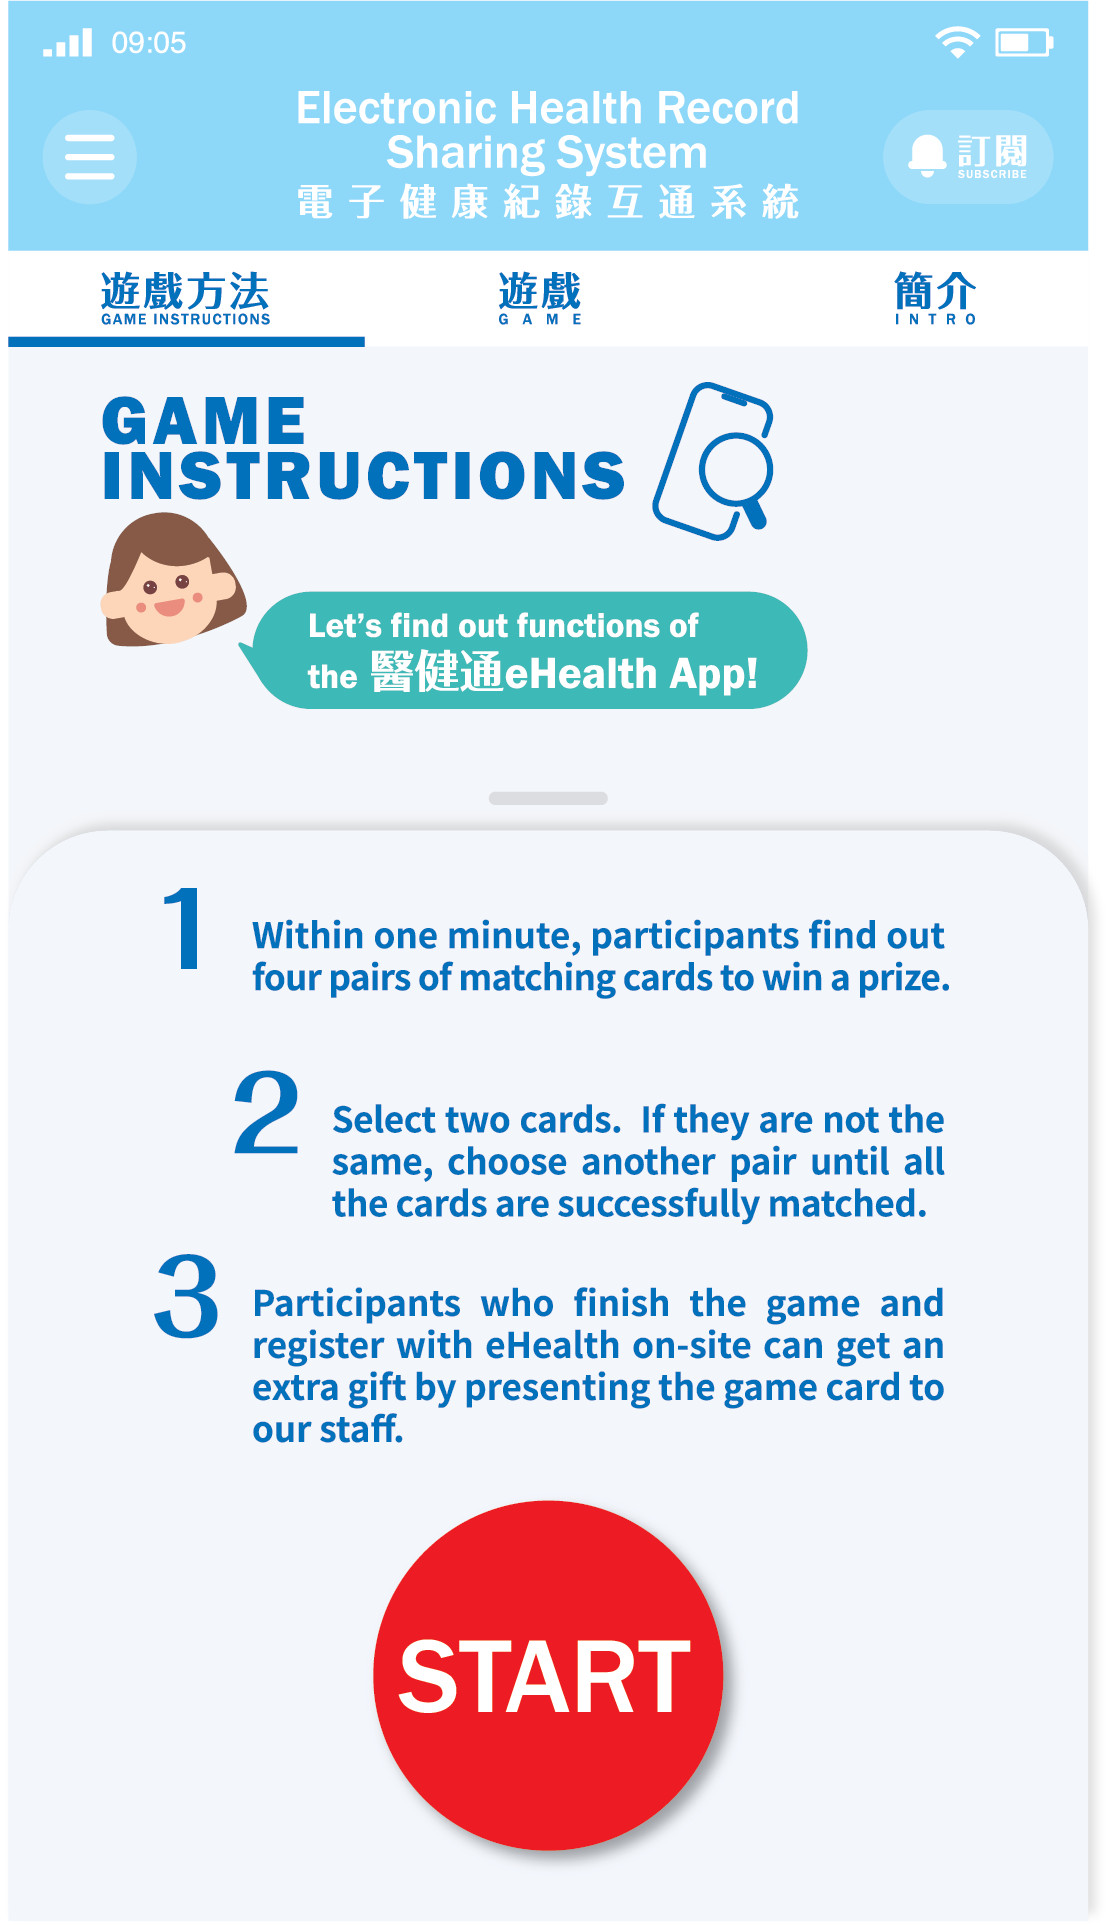 09:05
Electronic Health Record
Sharing System
電子健康紀錄互通系統
訂閱
SUBSCRIBE
遊戲方法
GAME INSTRUCTIONS
遊戲
GAME
簡介
INTRO
GAME
INSTRUCTIONS
Let's find out functions of
the 醫健通eHealth App!
1
Within one minute, participants find out
four pairs of matching cards to win a prize.
2
Select two cards. If they are not the
same, choose another pair until all
the cards are successfully matched.
3
Participants who finish the game and
register with eHealth on-site can get an
extra gift by presenting the game card to
our staff.
START